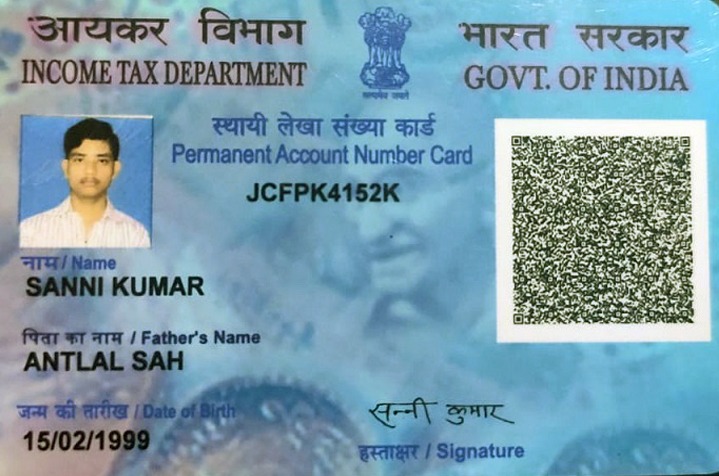 आयकर विभाग
INCOME TAX DEPARTMENT
सत्यमेव जयते
भारत सरकार
GOVT. OF INDIA
स्थायी लेखा संख्या कार्ड
Permanent Account Number Card
JCFPK4152K
नाम / Name
SANNI KUMAR
पिता का नाम / Father's Name
ANTLAL SAH
जन्म की तारीख / Date of Birth
15/02/1999
सन्नी कुमार
हस्ताक्षर / Signature